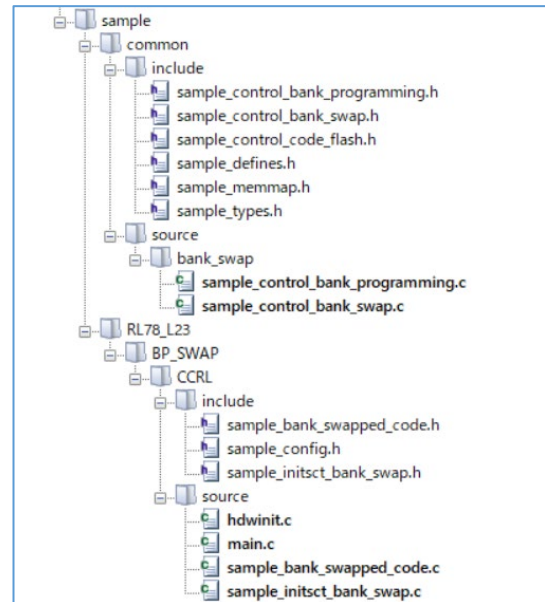 sample
common
include
sample_control_bank_programming.h
sample_control_bank_swap.h
sample_control_code_flash.h
sample_defines.h
sample_memmap.h
sample_types.h
source
bank_swap
sample_control_bank_programming.c
sample_control_bank_swap.c
RL78_L23
BP_SWAP
CCRL
include
sample_bank_swapped_code.h
sample_config.h
sample_initsct_bank_swap.h
source
hdwinit.c
main.c
sample_bank_swapped_code.c
sample_initsct_bank_swap.c